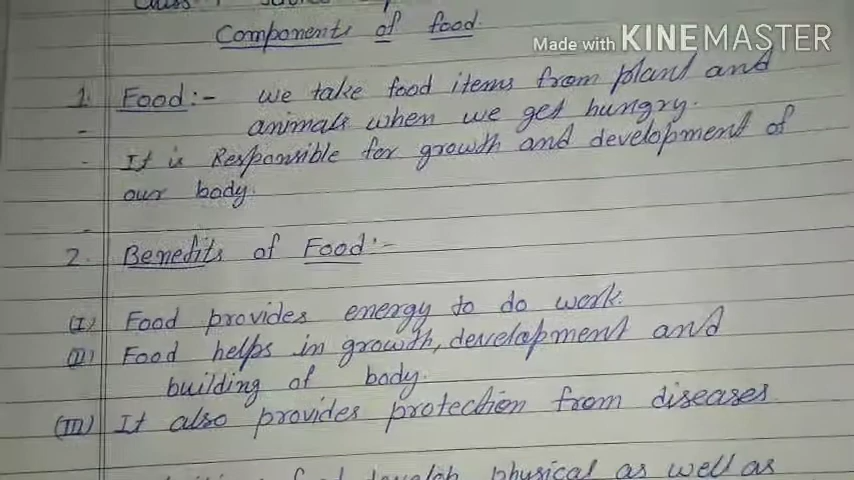 Components of food.
Made with KINEMASTER
1. Food :- we take food items from plant and
animals when we get hungry.
It is Responsible for growth and development of
our body.
2. Benefits of Food :-
(I) Food provides energy to do work.
(II) Food helps in growth, development and
building of body.
(III) It also provides protection from diseases
develop physical as well as